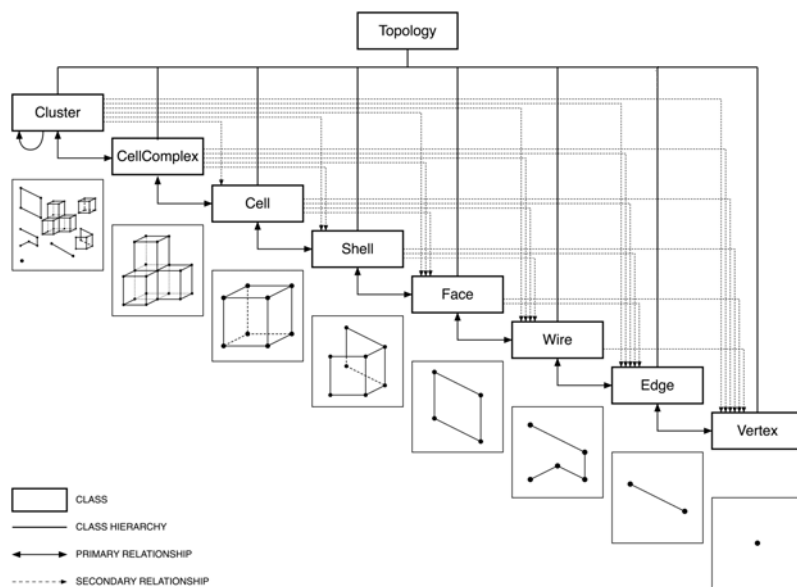 Topology
Cluster
CellComplex
Cell
Shell
Face
Wire
Edge
Vertex
CLASS
CLASS HIERARCHY
PRIMARY RELATIONSHIP
SECONDARY RELATIONSHIP